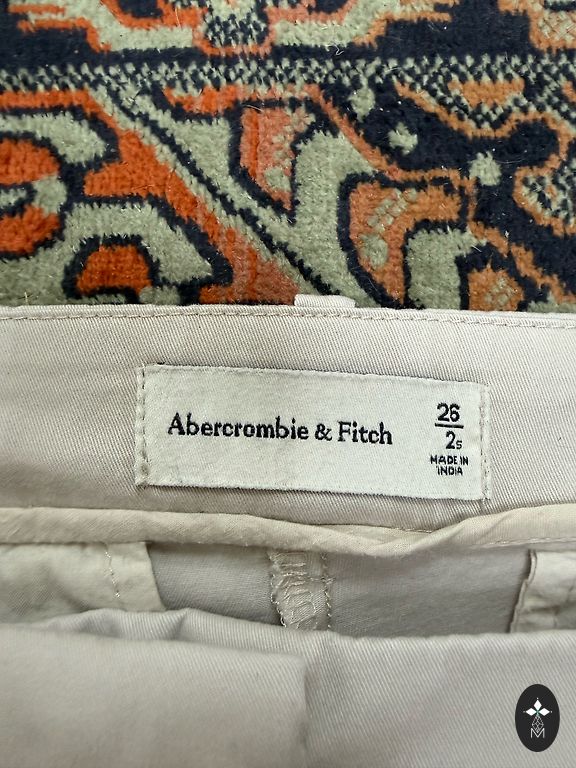 Abercrombie & Fitch
26
2s
MADE IN
INDIA
M